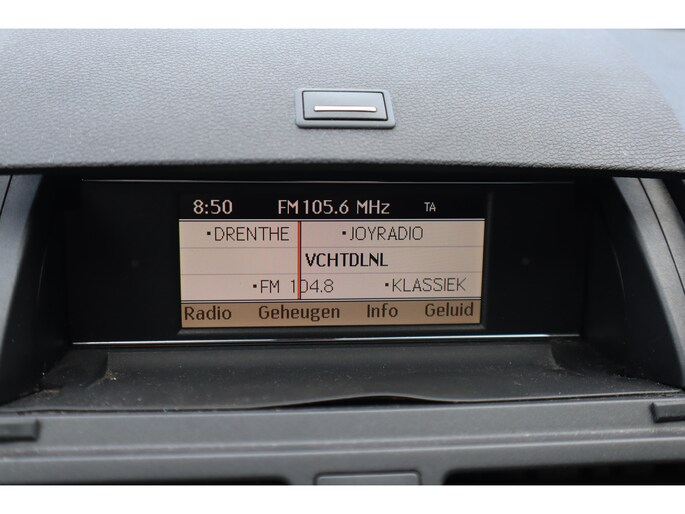 8:50 FM 105.6 MHz TA
•DRENTHE •JOYRADIO
VCHTDLNL
•FM 104.8 •KLASSIEK
Radio Geheugen Info Geluid